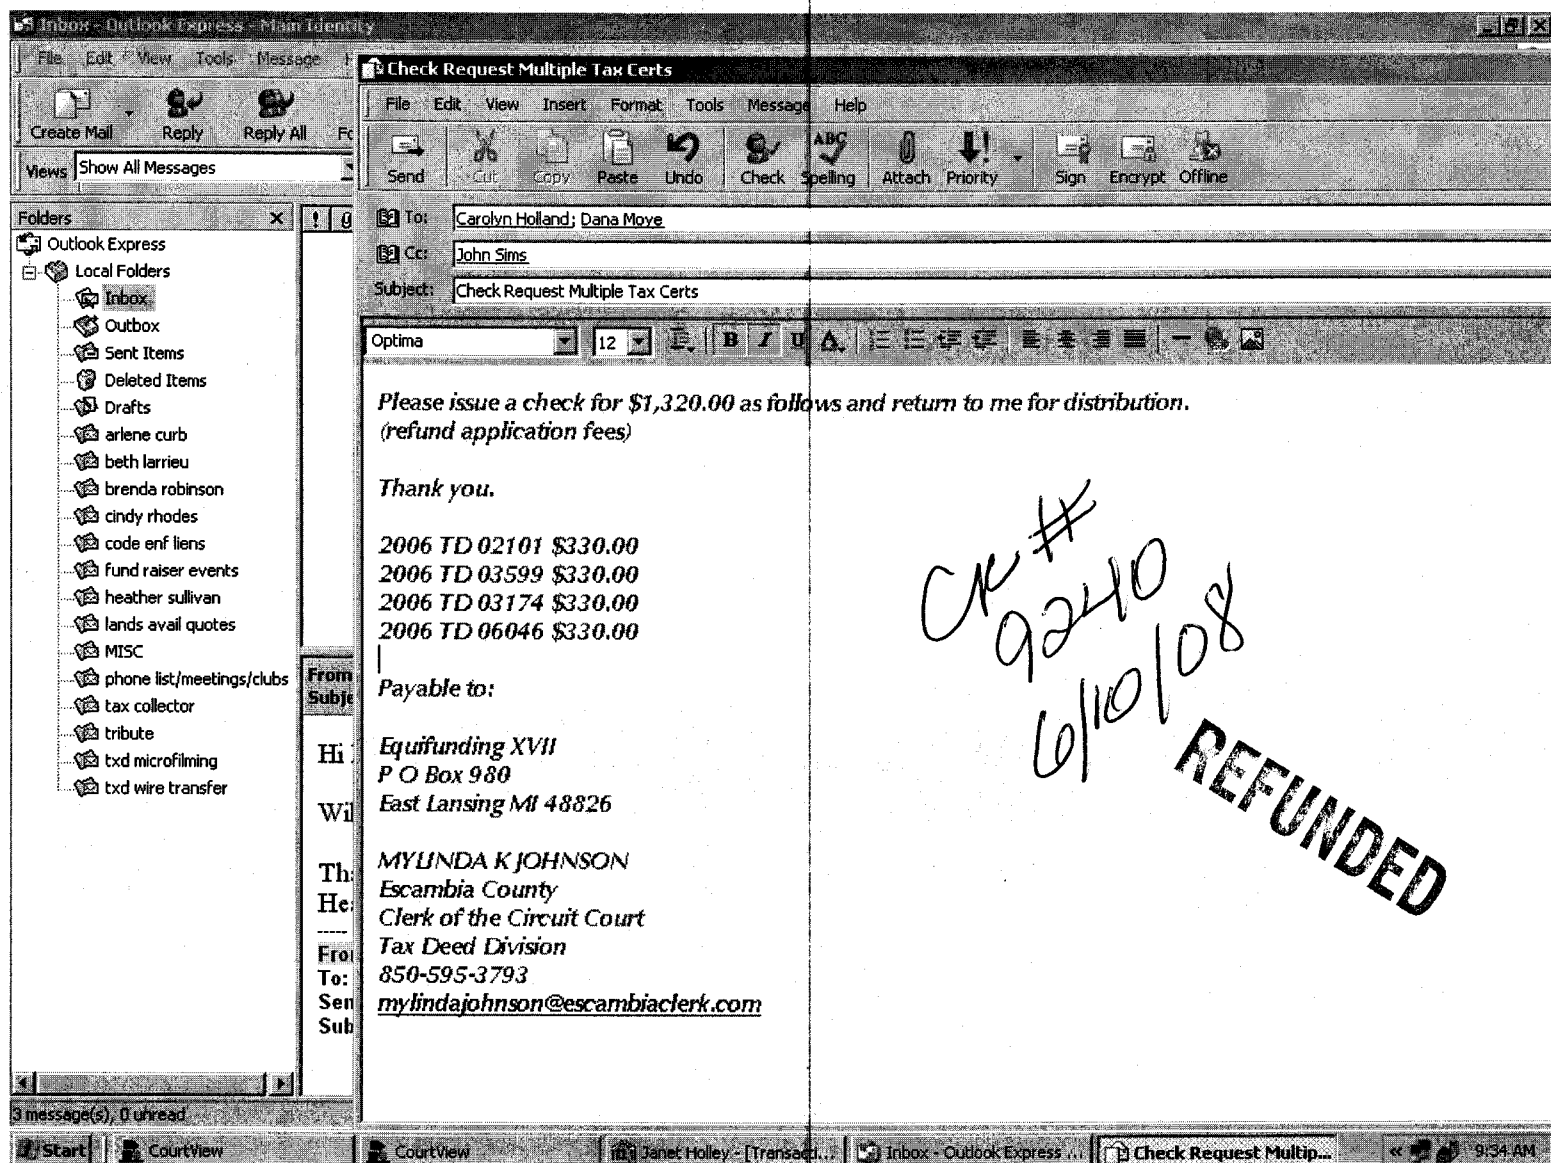 Inbox - Outlook Express - Main Identity
File Edit View Tools Message
Create Mail Reply Reply All
Views Show All Messages
Folders
Outlook Express
Local Folders
Inbox
Outbox
Sent Items
Deleted Items
Drafts
arlene curb
beth larrieu
brenda robinson
cindy rhodes
code enf liens
fund raiser events
heather sullivan
lands avail quotes
MISC
phone list/meetings/clubs
tax collector
tribute
txd microfilming
txd wire transfer
3 message(s), 0 unread
From
Subje
Hi
Wil
Tha
Hea
From
To:
Sen
Sub
Check Request Multiple Tax Certs
File Edit View Insert Format Tools Message Help
Send Cut Copy Paste Undo Check Spelling Attach Priority Sign Encrypt Offline
To: Carolyn Holland; Dana Moye
Cc: John Sims
Subject: Check Request Multiple Tax Certs
Optima 12 B I U A
Please issue a check for $1,320.00 as follows and return to me for distribution.
(refund application fees)
Thank you.
2006 TD 02101 $330.00
2006 TD 03599 $330.00
2006 TD 03174 $330.00
2006 TD 06046 $330.00
Payable to:
Equifunding XVII
P O Box 980
East Lansing MI 48826
MYLINDA K JOHNSON
Escambia County
Clerk of the Circuit Court
Tax Deed Division
850-595-3793
mylindajohnson@escambiaclerk.com
CK #
9240
6/10/08
REFUNDED
Start CourtView CourtView Janet Holley - [Transacti... Inbox - Outlook Express ... Check Request Multip... « 9:34 AM